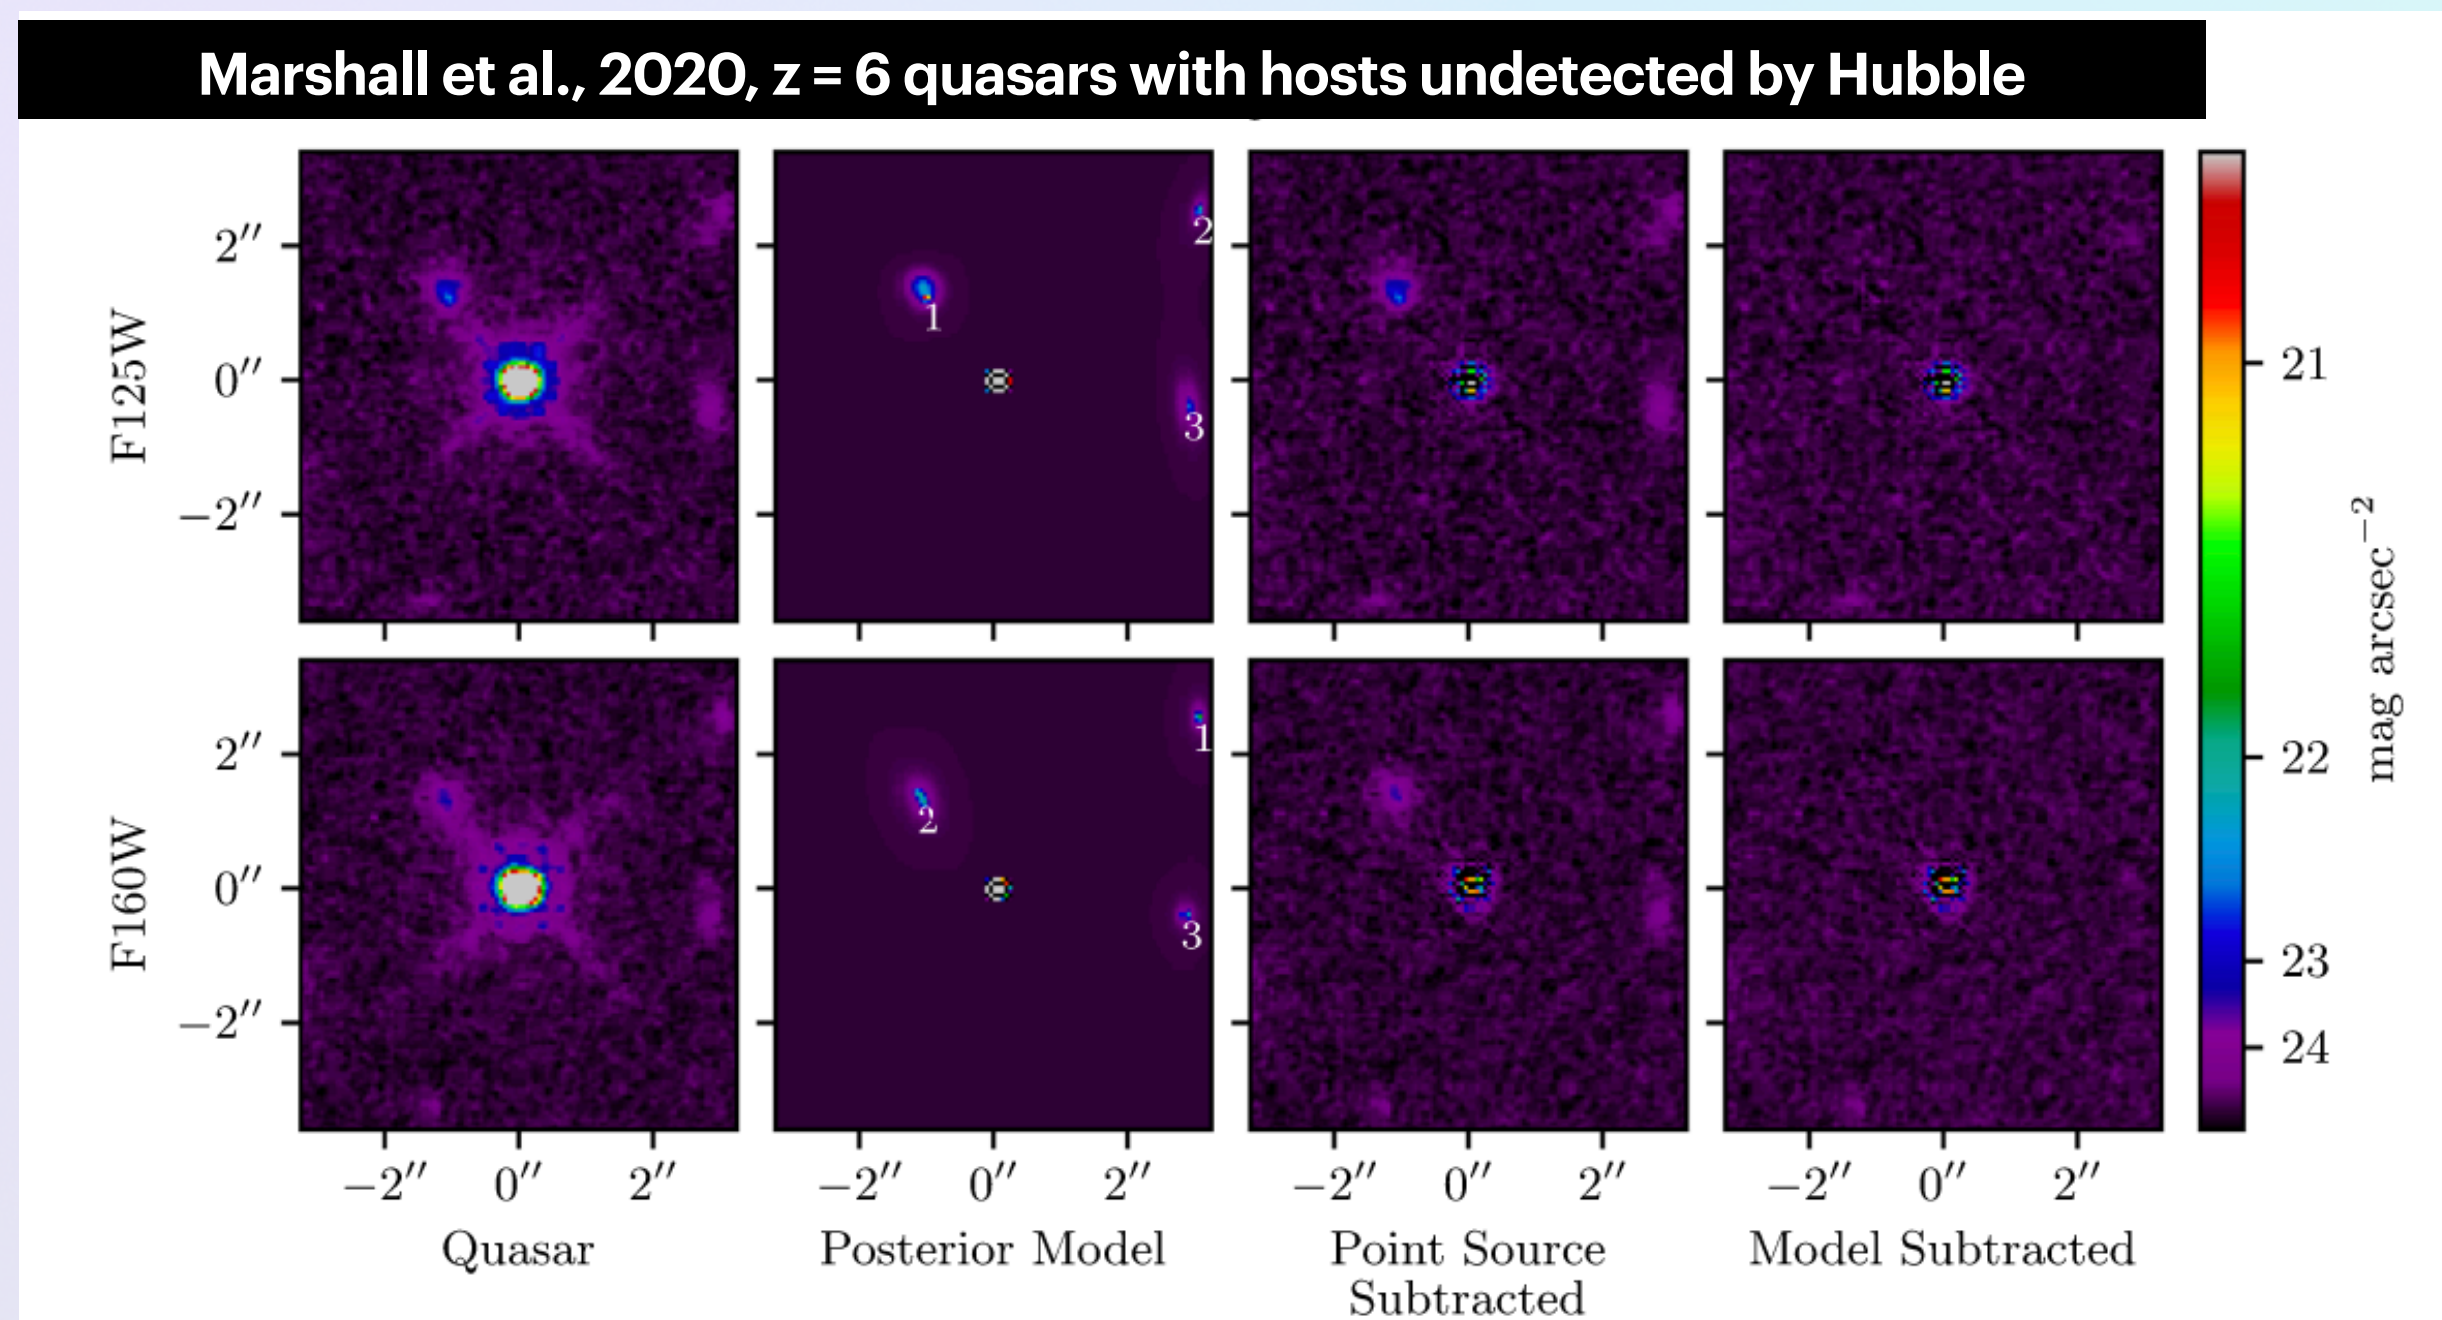 Marshall et al., 2020, z = 6 quasars with hosts undetected by Hubble
F125W
2″
0″
−2″
1
2
3
F160W
2″
0″
−2″
2
1
3
−2″ 0″ 2″
−2″ 0″ 2″
−2″ 0″ 2″
−2″ 0″ 2″
Quasar
Posterior Model
Point Source
Subtracted
Model Subtracted
21
22
23
24
mag arcsec⁻²